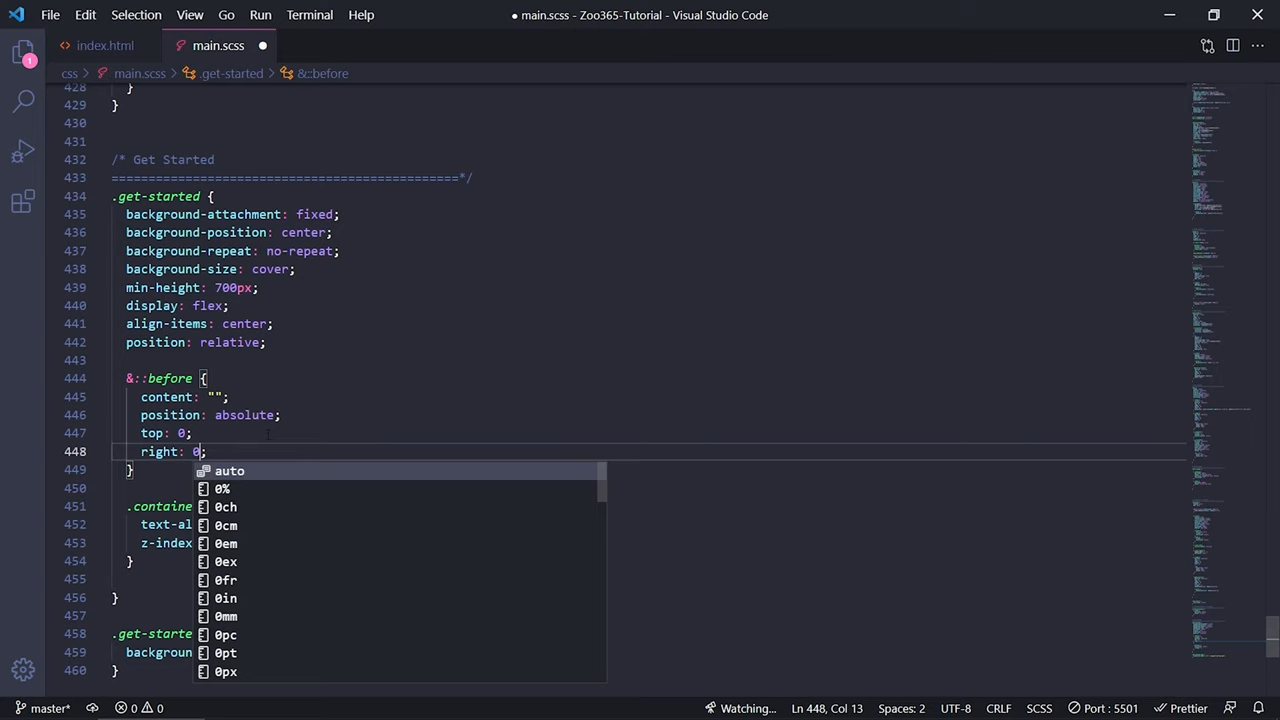 File Edit Selection View Go Run Terminal Help
● main.scss - Zoo365-Tutorial - Visual Studio Code
index.html main.scss
css > main.scss > .get-started > &::before
428 }
429 }
430
431
432 /* Get Started
433 ===============================================*/
434 .get-started {
435 background-attachment: fixed;
436 background-position: center;
437 background-repeat: no-repeat;
438 background-size: cover;
439 min-height: 700px;
440 display: flex;
441 align-items: center;
442 position: relative;
443
444 &::before {
445 content: "";
446 position: absolute;
447 top: 0;
448 right: 0;
449 }
450
451 .containe
452 text-al
453 z-index
454 }
455
456 }
457
458 .get-starte
459 backgroun
460 }
auto
0%
0ch
0cm
0em
0ex
0fr
0in
0mm
0pc
0pt
0px
1
master* 0 0 Watching... Ln 448, Col 13 Spaces: 2 UTF-8 CRLF SCSS Port : 5501 Prettier